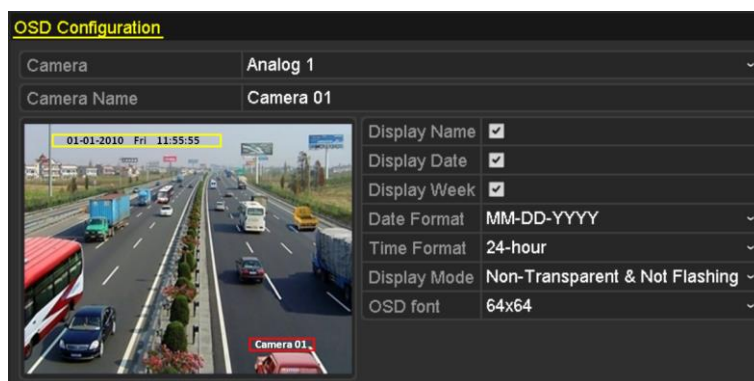 OSD Configuration
Camera Analog 1
Camera Name Camera 01
01-01-2010 Fri 11:55:55
Camera 01
Display Name
Display Date
Display Week
Date Format MM-DD-YYYY
Time Format 24-hour
Display Mode Non-Transparent & Not Flashing
OSD font 64x64